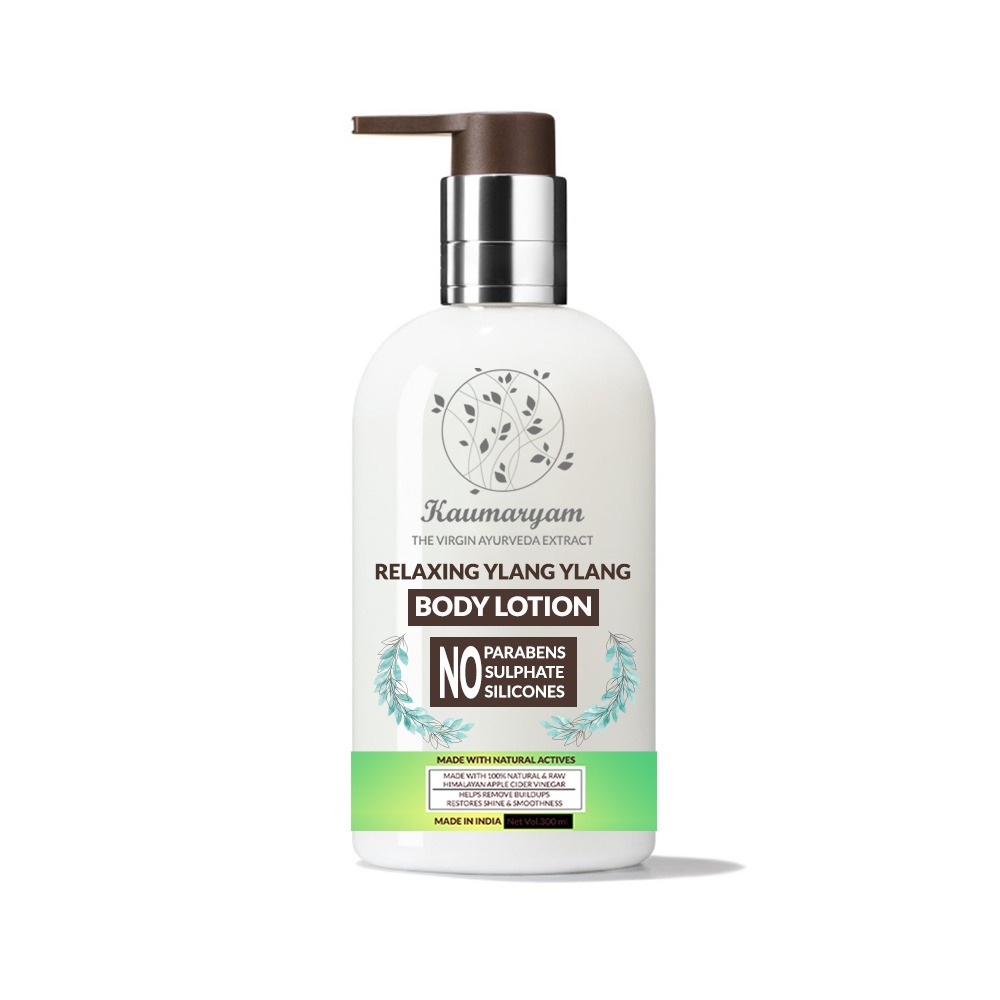 Kaumaryam
THE VIRGIN AYURVEDA EXTRACT
RELAXING YLANG YLANG
BODY LOTION
NO PARABENS
SULPHATE
SILICONES
MADE WITH NATURAL ACTIVES
MADE WITH 100% NATURAL & RAW
HIMALAYAN APPLE CIDER VINEGAR
HELPS REMOVE BUILDUPS
RESTORES SHINE & SMOOTHNESS
MADE IN INDIA Net Vol.300 ml